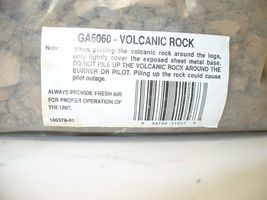 GA6060 - VOLCANIC ROCK
Note: When placing the volcanic rock around the logs,
only lightly cover the exposed sheet metal base.
DO NOT PILE UP THE VOLCANIC ROCK AROUND THE
BURNER OR PILOT. Piling up the rock could cause
pilot outage.
ALWAYS PROVIDE FRESH AIR
FOR PROPER OPERATION OF
THE UNIT.
100378-01